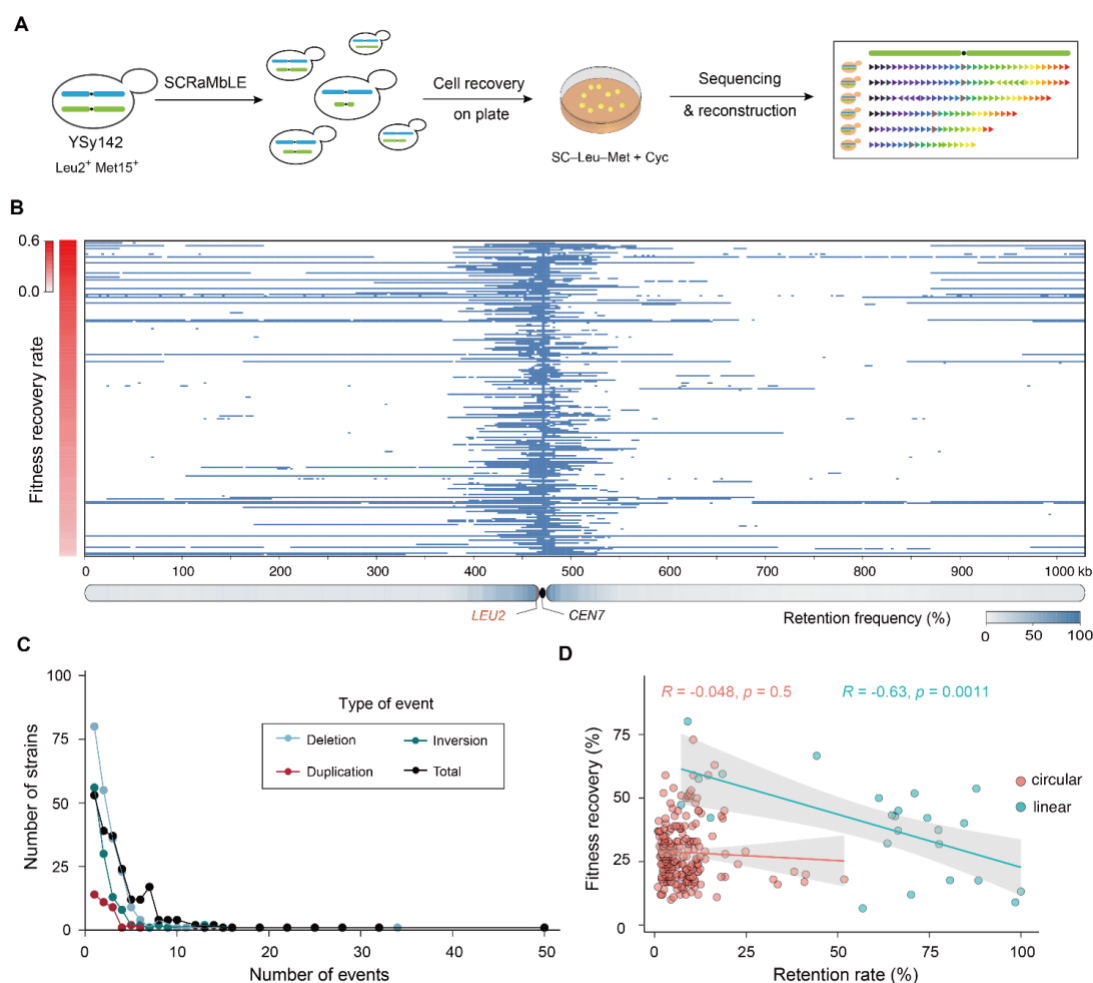 A
SCRaMbLE
Cell recovery
on plate
Sequencing
& reconstruction
YSy142
Leu2⁺ Met15⁺
SC–Leu–Met + Cyc
B
0.6
0.0
Fitness recovery rate
0 100 200 300 400 500 600 700 800 900 1000 kb
LEU2 CEN7
Retention frequency (%)
0 50 100
C
100
75
50
25
0
Number of strains
Type of event
Deletion Inversion
Duplication Total
0 10 20 30 40 50
Number of events
D
R = -0.048, p = 0.5 R = -0.63, p = 0.0011
75
50
25
0
Fitness recovery (%)
circular
linear
0 25 50 75 100
Retention rate (%)